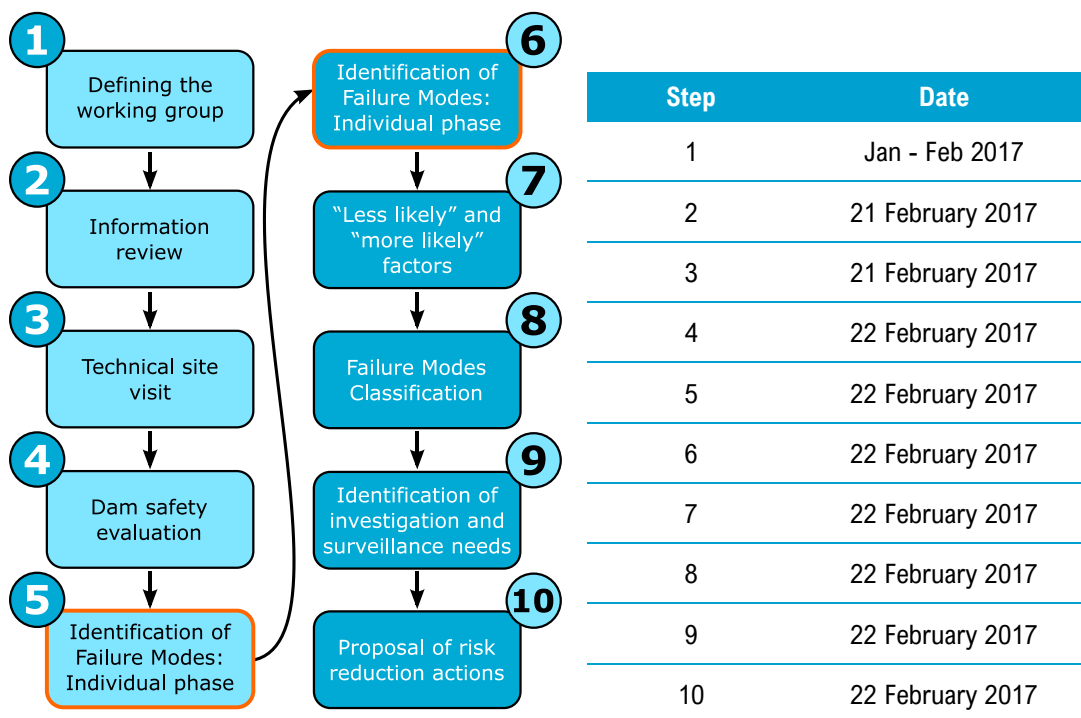 1
Defining the
working group
2
Information
review
3
Technical site
visit
4
Dam safety
evaluation
5
Identification of
Failure Modes:
Individual phase
6
Identification of
Failure Modes:
Individual phase
7
“Less likely” and
“more likely”
factors
8
Failure Modes
Classification
9
Identification of
investigation and
surveillance needs
10
Proposal of risk
reduction actions
Step Date
1 Jan - Feb 2017
2 21 February 2017
3 21 February 2017
4 22 February 2017
5 22 February 2017
6 22 February 2017
7 22 February 2017
8 22 February 2017
9 22 February 2017
10 22 February 2017